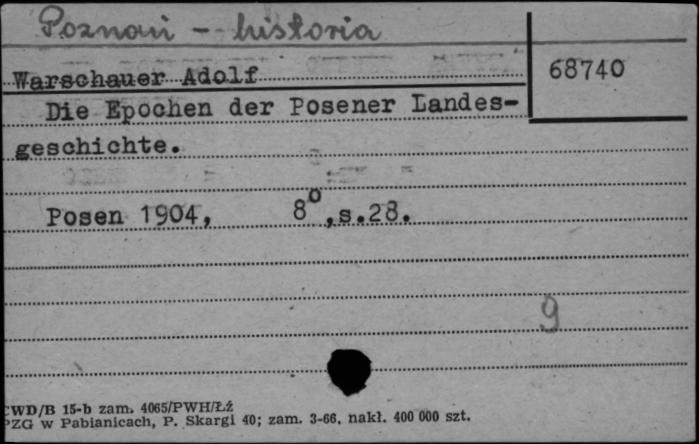 Poznań - historia
Warschauer Adolf
68740
Die Epochen der Posener Landes-
geschichte.
Posen 1904, 8°, s.28.
9
CWD/B 15-b zam. 4065/PWH/Łź
PZG w Pabianicach, P. Skargi 40; zam. 3-66, nakł. 400 000 szt.